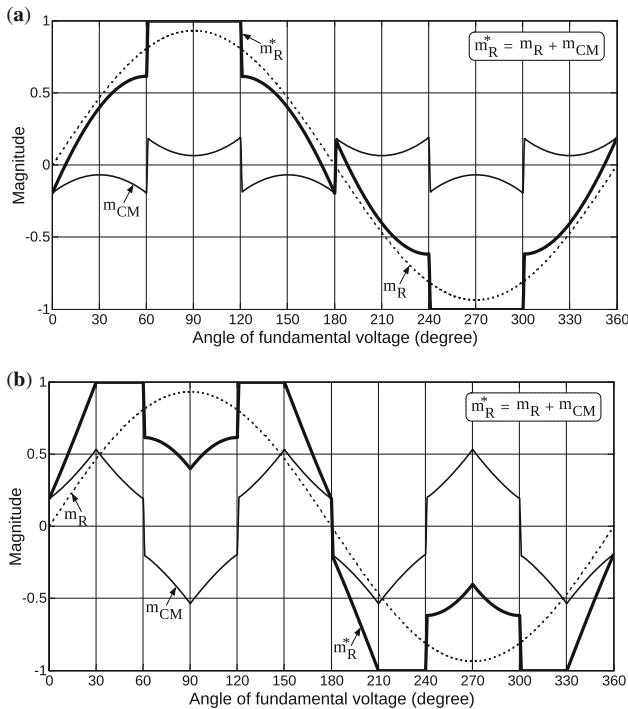 (a)
1
0.5
0
-0.5
-1
Magnitude
m*R
m*R = mR + mCM
mCM
mR
0 30 60 90 120 150 180 210 240 270 300 330 360
Angle of fundamental voltage (degree)
(b)
1
0.5
0
-0.5
-1
Magnitude
m*R = mR + mCM
mR
mCM
m*R
0 30 60 90 120 150 180 210 240 270 300 330 360
Angle of fundamental voltage (degree)